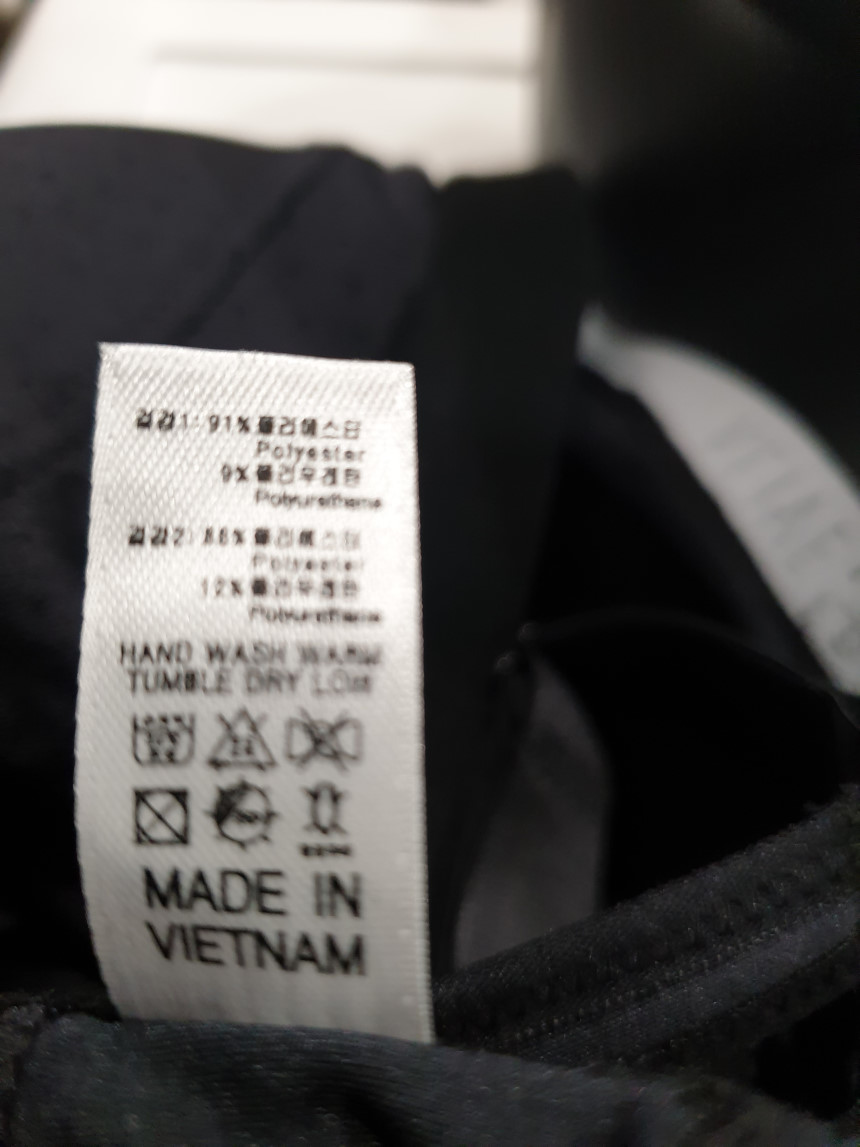 겉감1: 91% 폴리에스터
Polyester
9% 폴리우레탄
Polyurethane
겉감2: 88% 폴리에스터
Polyester
12% 폴리우레탄
Polyurethane
HAND WASH WARM
TUMBLE DRY LOW
MADE IN
VIETNAM